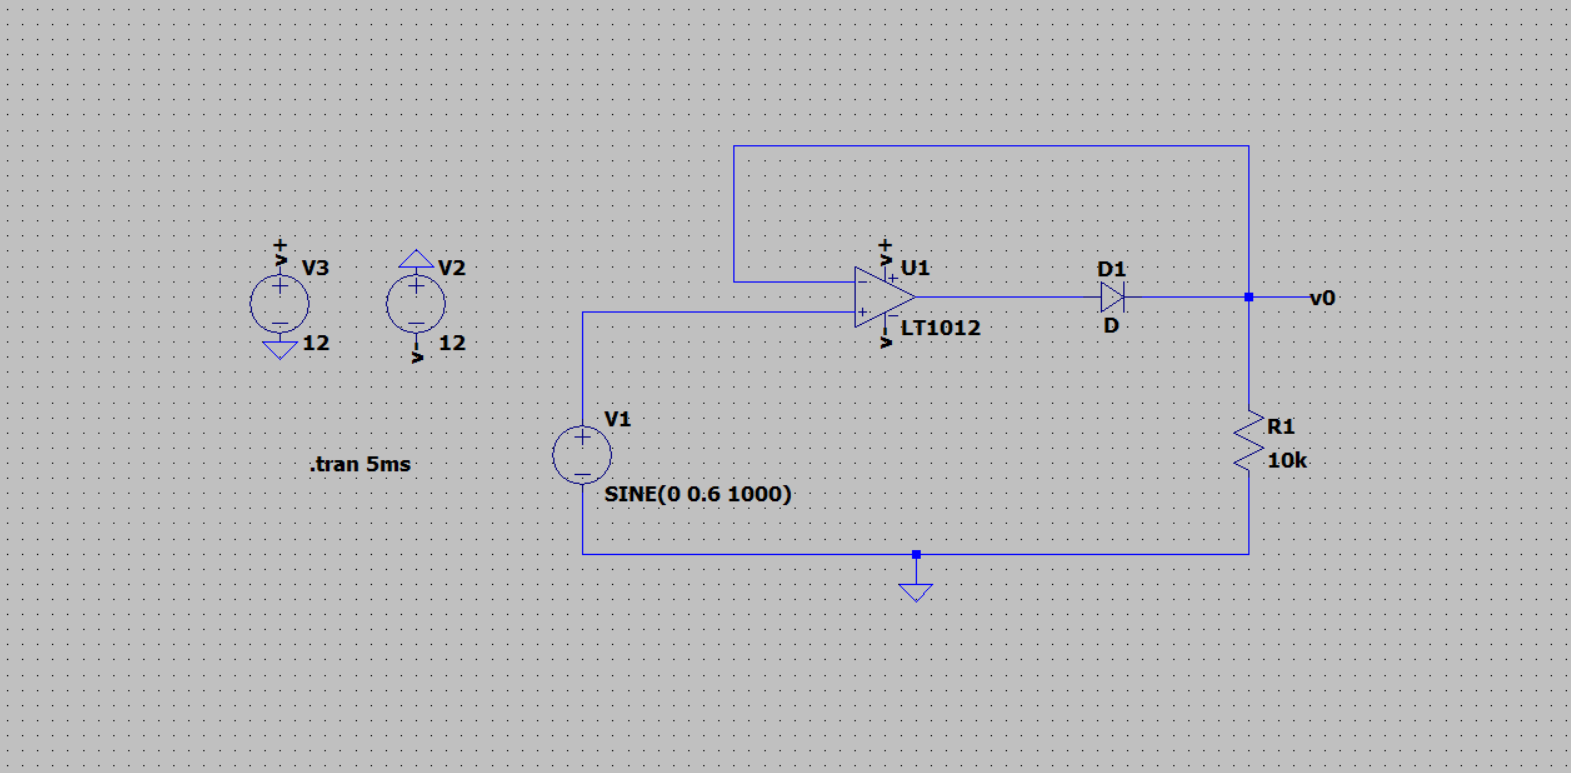 v+
V3
12
V2
12
v-
.tran 5ms
V1
SINE(0 0.6 1000)
v+
U1
LT1012
v-
D1
D
v0
R1
10k